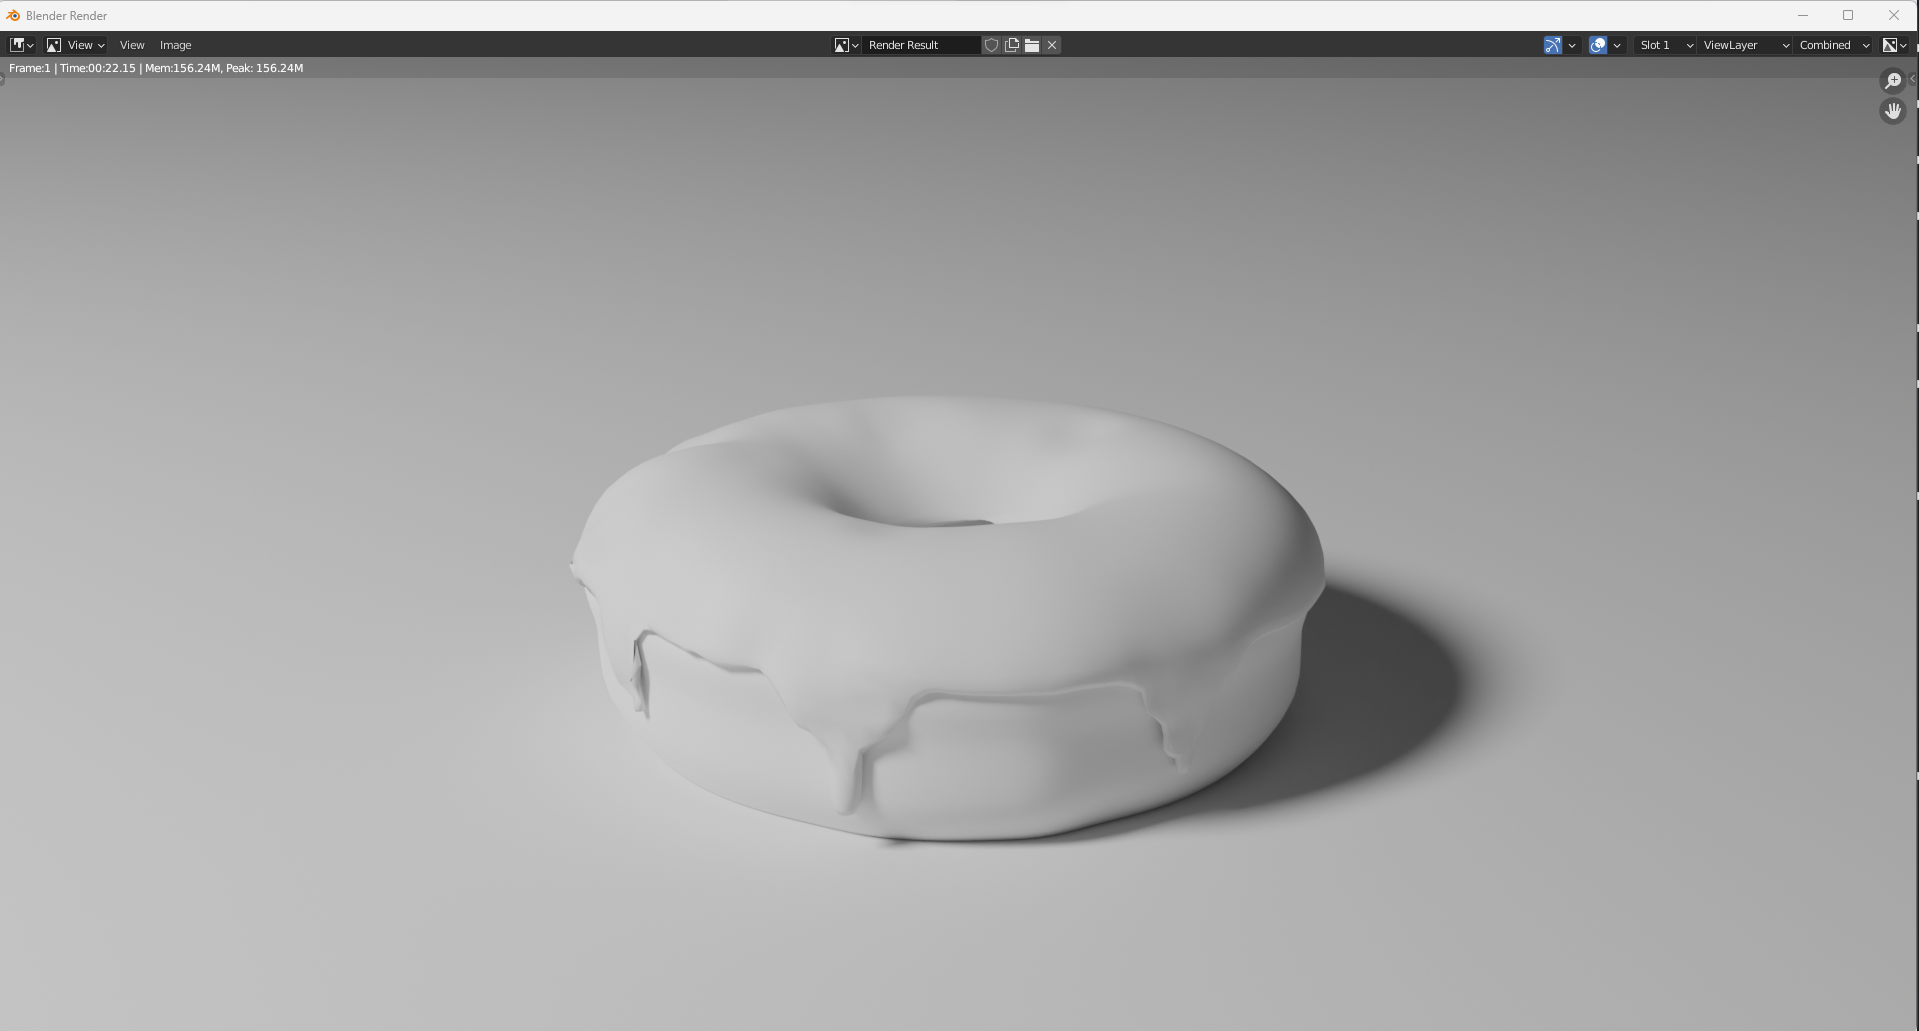 Blender Render
View View Image Render Result Slot 1 ViewLayer Combined
Frame:1 | Time:00:22.15 | Mem:156.24M, Peak: 156.24M